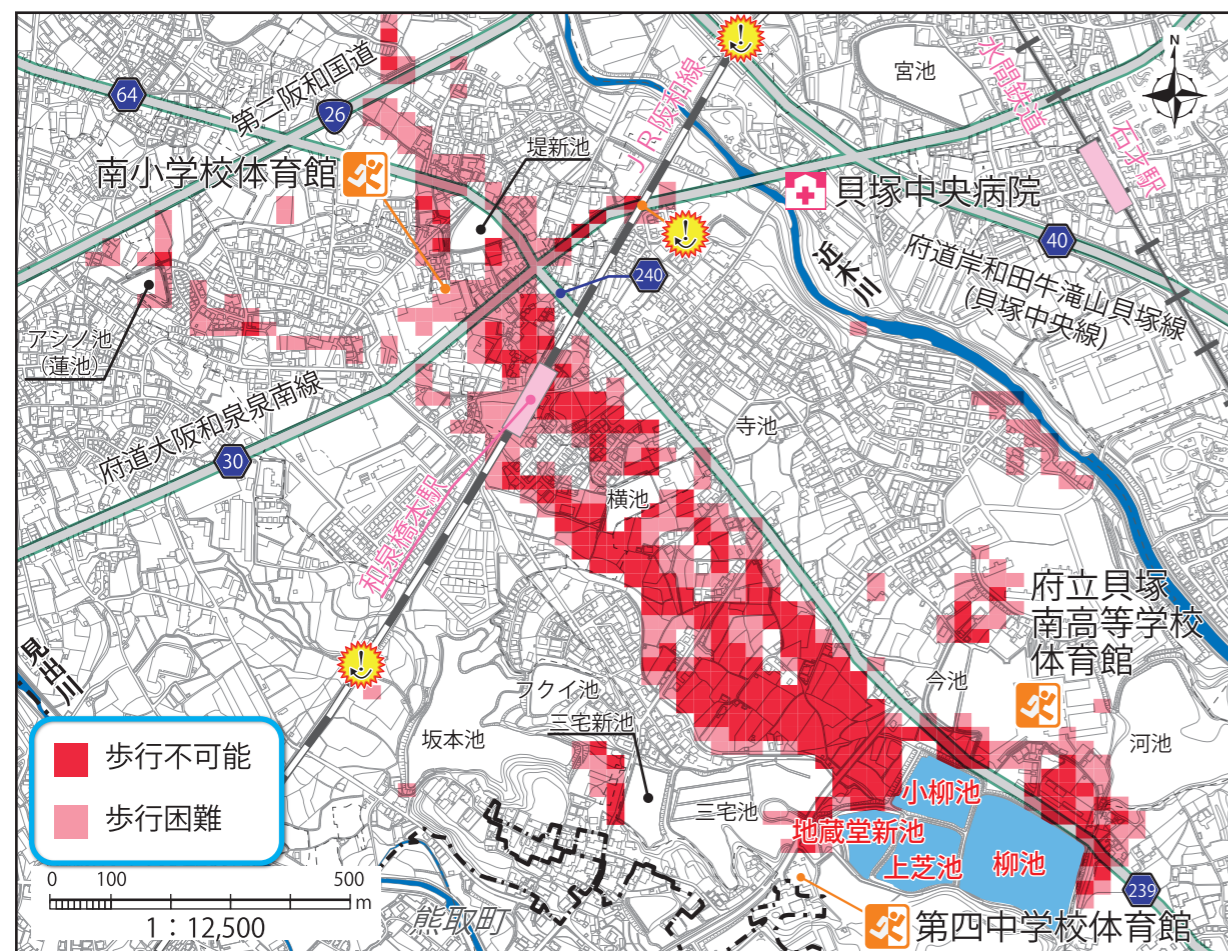 64
第二阪和国道
26
南小学校体育館
堤新池
JR阪和線
宮池
水間鉄道
石才駅
N
貝塚中央病院
近木川
40
府道岸和田牛滝山貝塚線
(貝塚中央線)
240
アシノ池
(蓮池)
府道大阪和泉泉南線
30
和泉橋本駅
寺池
横池
見出川
フクイ池
三宅新池
坂本池
三宅池
今池
府立貝塚
南高等学校
体育館
河池
歩行不可能
歩行困難
小柳池
地蔵堂新池
上芝池
柳池
239
第四中学校体育館
熊取町
0 100 500
m
1：12,500